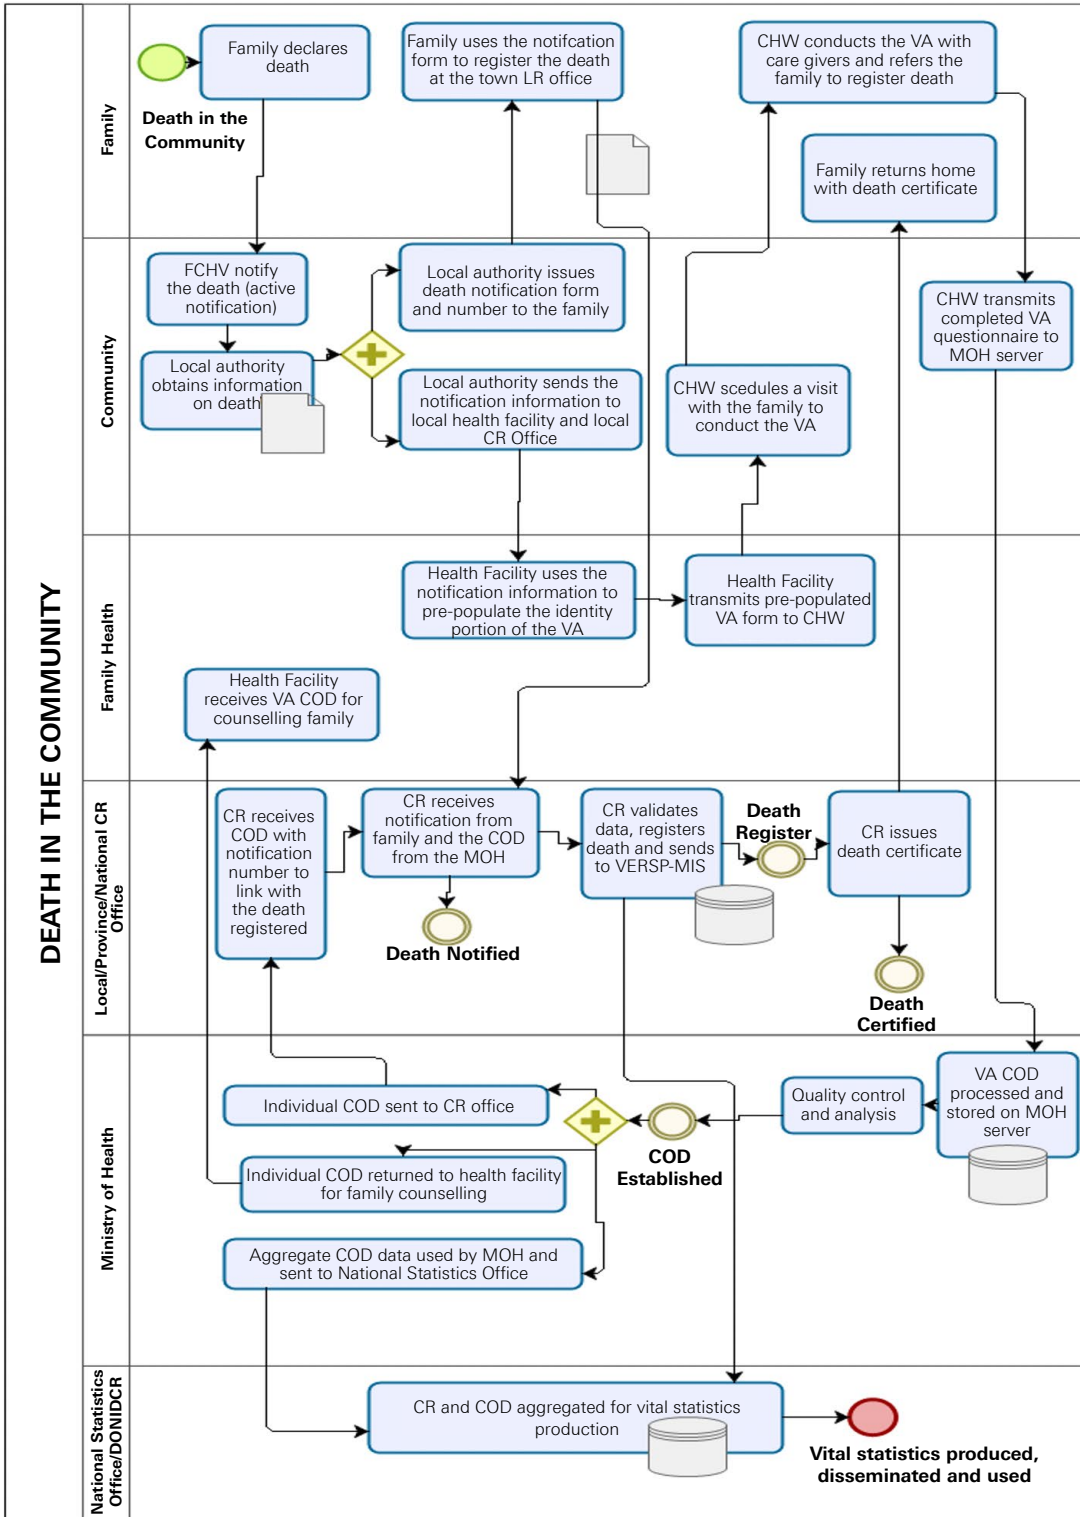 DEATH IN THE COMMUNITY
Family
Family declares
death
Death in the
Community
Family uses the notifcation
form to register the death
at the town LR office
CHW conducts the VA with
care givers and refers the
family to register death
Family returns home
with death certificate
Community
FCHV notify
the death (active
notification)
Local authority
obtains information
on death
Local authority issues
death notification form
and number to the family
Local authority sends the
notification information to
local health facility and local
CR Office
CHW scedules a visit
with the family to
conduct the VA
CHW transmits
completed VA
questionnaire to
MOH server
Family Health
Health Facility uses the
notification information to
pre-populate the identity
portion of the VA
Health Facility
transmits pre-populated
VA form to CHW
Health Facility
receives VA COD for
counselling family
Local/Province/National CR
Office
CR receives
COD with
notification
number to
link with
the death
registered
CR receives
notification from
family and the COD
from the MOH
Death Notified
CR validates
data, registers
death and sends
to VERSP-MIS
Death
Register
CR issues
death certificate
Death
Certified
Ministry of Health
Individual COD sent to CR office
Individual COD returned to health facility
for family counselling
Aggregate COD data used by MOH and
sent to National Statistics Office
COD
Established
Quality control
and analysis
VA COD
processed and
stored on MOH
server
National Statistics
Office/DONIDCR
CR and COD aggregated for vital statistics
production
Vital statistics produced,
disseminated and used